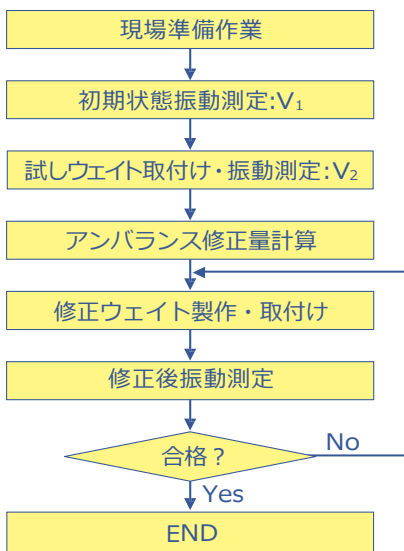 現場準備作業
初期状態振動測定:V₁
試しウェイト取付け・振動測定:V₂
アンバランス修正量計算
修正ウェイト製作・取付け
修正後振動測定
合格？
No
Yes
END